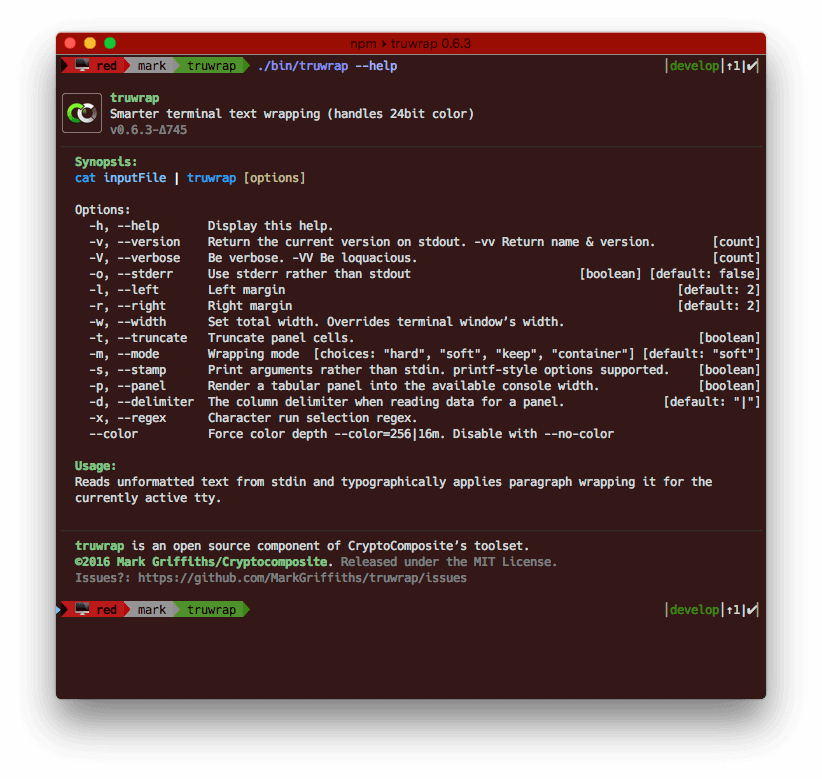 npm ▸ truwrap 0.6.3
red mark truwrap ./bin/truwrap --help |develop|↑1|✔|
truwrap
Smarter terminal text wrapping (handles 24bit color)
v0.6.3-Δ745
Synopsis:
cat inputFile | truwrap [options]
Options:
-h, --help Display this help.
-v, --version Return the current version on stdout. -vv Return name & version. [count]
-V, --verbose Be verbose. -VV Be loquacious. [count]
-o, --stderr Use stderr rather than stdout [boolean] [default: false]
-l, --left Left margin [default: 2]
-r, --right Right margin [default: 2]
-w, --width Set total width. Overrides terminal window’s width.
-t, --truncate Truncate panel cells. [boolean]
-m, --mode Wrapping mode [choices: "hard", "soft", "keep", "container"] [default: "soft"]
-s, --stamp Print arguments rather than stdin. printf-style options supported. [boolean]
-p, --panel Render a tabular panel into the available console width. [boolean]
-d, --delimiter The column delimiter when reading data for a panel. [default: "|"]
-x, --regex Character run selection regex.
--color Force color depth --color=256|16m. Disable with --no-color
Usage:
Reads unformatted text from stdin and typographically applies paragraph wrapping it for the
currently active tty.
truwrap is an open source component of CryptoComposite’s toolset.
©2016 Mark Griffiths/Cryptocomposite. Released under the MIT License.
Issues?: https://github.com/MarkGriffiths/truwrap/issues
red mark truwrap |develop|↑1|✔|